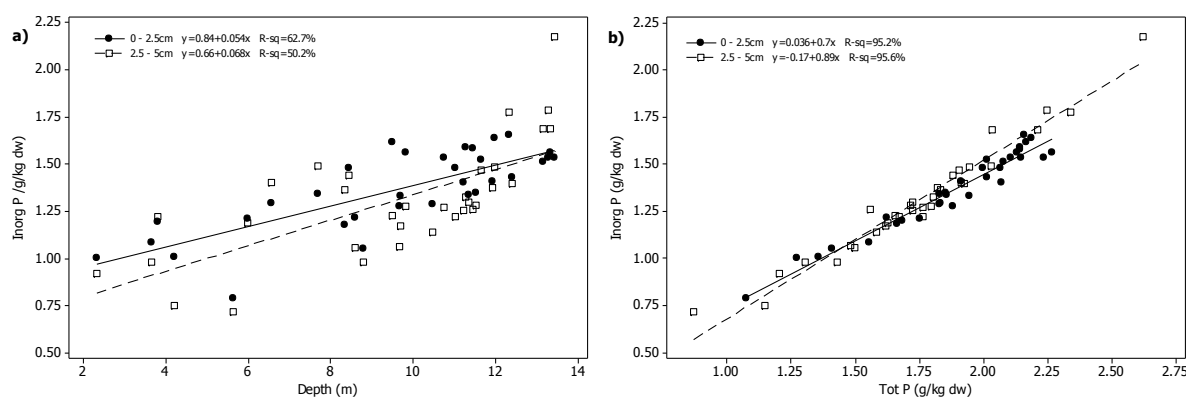 a)
0 - 2.5cm y=0.84+0.054x R-sq=62.7%
2.5 - 5cm y=0.66+0.068x R-sq=50.2%
2.25
2.00
1.75
1.50
1.25
1.00
0.75
0.50
Inorg P /g/kg dw)
2 4 6 8 10 12 14
Depth (m)
b)
0 - 2.5cm y=0.036+0.7x R-sq=95.2%
2.5 - 5cm y=-0.17+0.89x R-sq=95.6%
2.25
2.00
1.75
1.50
1.25
1.00
0.75
0.50
Inorg P (g/kg dw)
1.00 1.25 1.50 1.75 2.00 2.25 2.50 2.75
Tot P (g/kg dw)